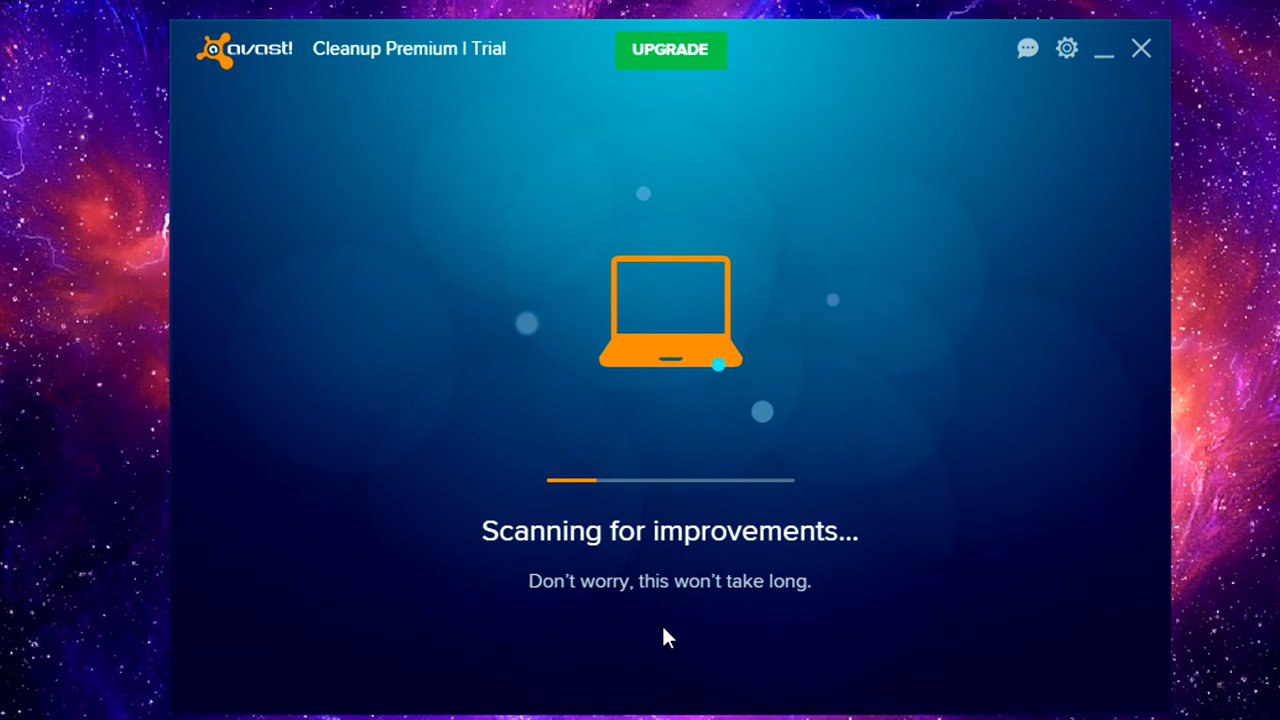 avast! Cleanup Premium | Trial UPGRADE
Scanning for improvements...
Don't worry, this won't take long.